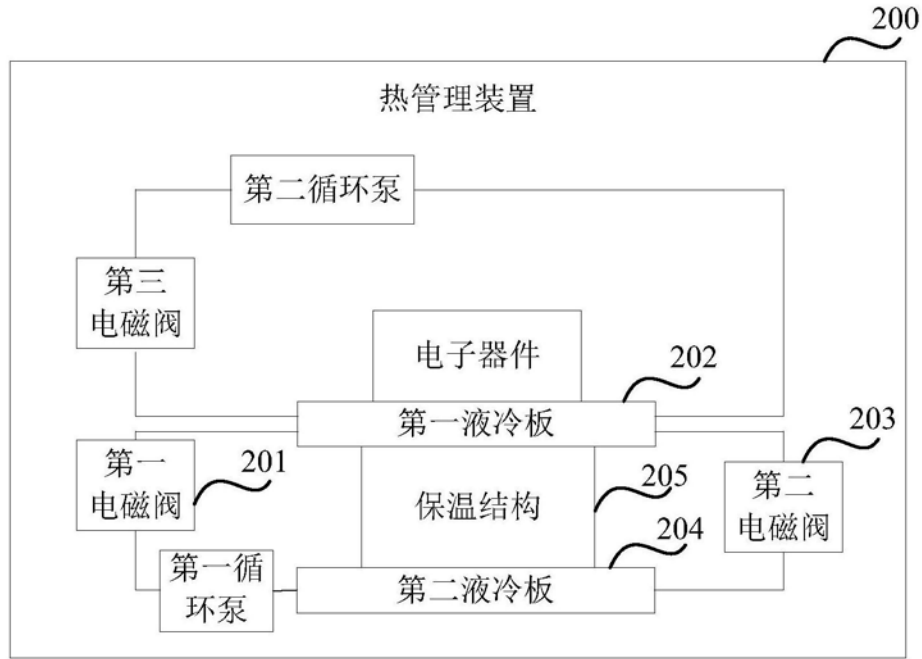 200
热管理装置
第二循环泵
第三
电磁阀
电子器件
202
第一液冷板
203
第一
电磁阀
201
205
保温结构
第二
电磁阀
204
第一循
环泵
第二液冷板